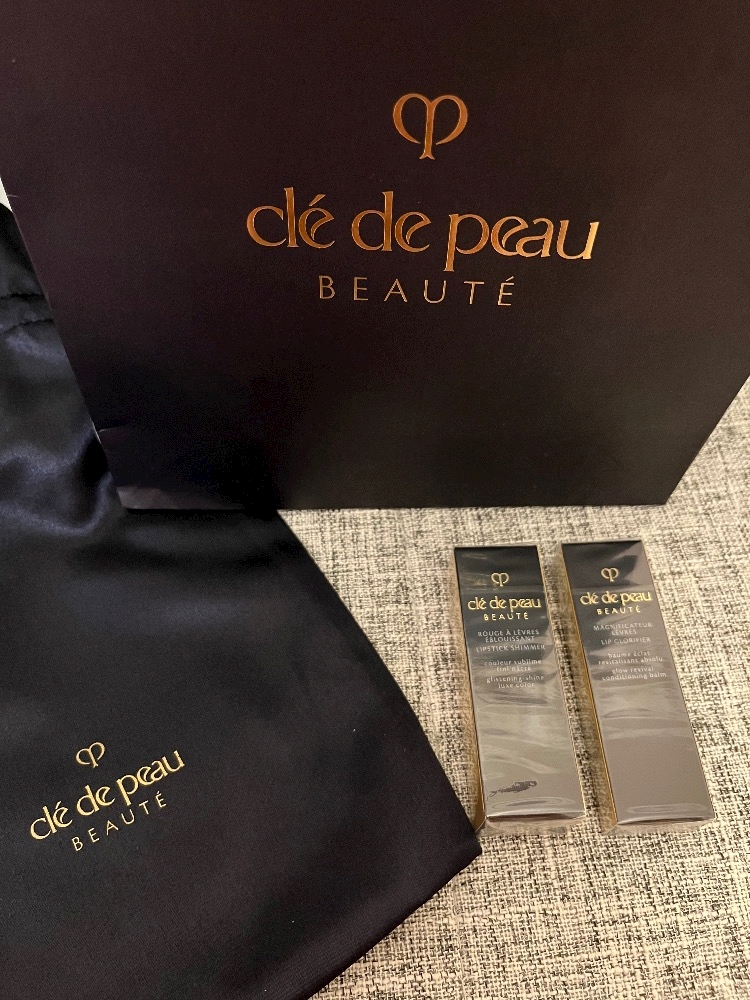 clé de peau
BEAUTÉ
clé de peau
BEAUTÉ
ROUGE À LÈVRES
ÉBLOUISSANT
LIPSTICK SHIMMER
couleur sublime
fini nacré
glistening-shine
luxe color
clé de peau
BEAUTÉ
MAGNIFICATEUR
LÈVRES
LIP GLORIFIER
baume éclat
revitalisant absolu
glow revival
conditioning balm
clé de peau
BEAUTÉ